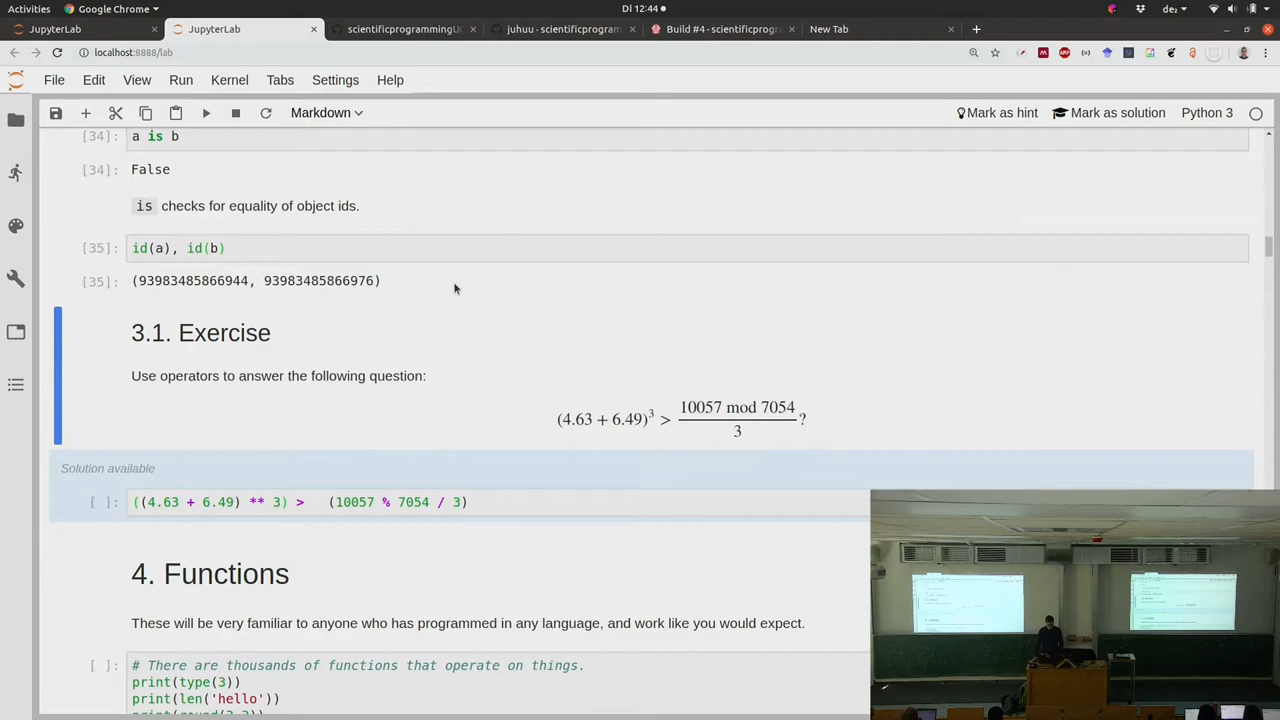 Activities
Google Chrome
Di 12:44
de₂
JupyterLab
JupyterLab
scientificprogrammingU
juhuu · scientificprogram
Build #4 - scientificprogr
New Tab
localhost:8888/lab
File Edit View Run Kernel Tabs Settings Help
Markdown
Mark as hint
Mark as solution
Python 3
[34]: a is b
[34]: False
is checks for equality of object ids.
[35]: id(a), id(b)
[35]: (93983485866944, 93983485866976)
3.1. Exercise
Use operators to answer the following question:
(4.63 + 6.49)³ > 10057 mod 7054 / 3 ?
Solution available
[ ]: ((4.63 + 6.49) ** 3) > (10057 % 7054 / 3)
4. Functions
These will be very familiar to anyone who has programmed in any language, and work like you would expect.
[ ]: # There are thousands of functions that operate on things.
print(type(3))
print(len('hello'))